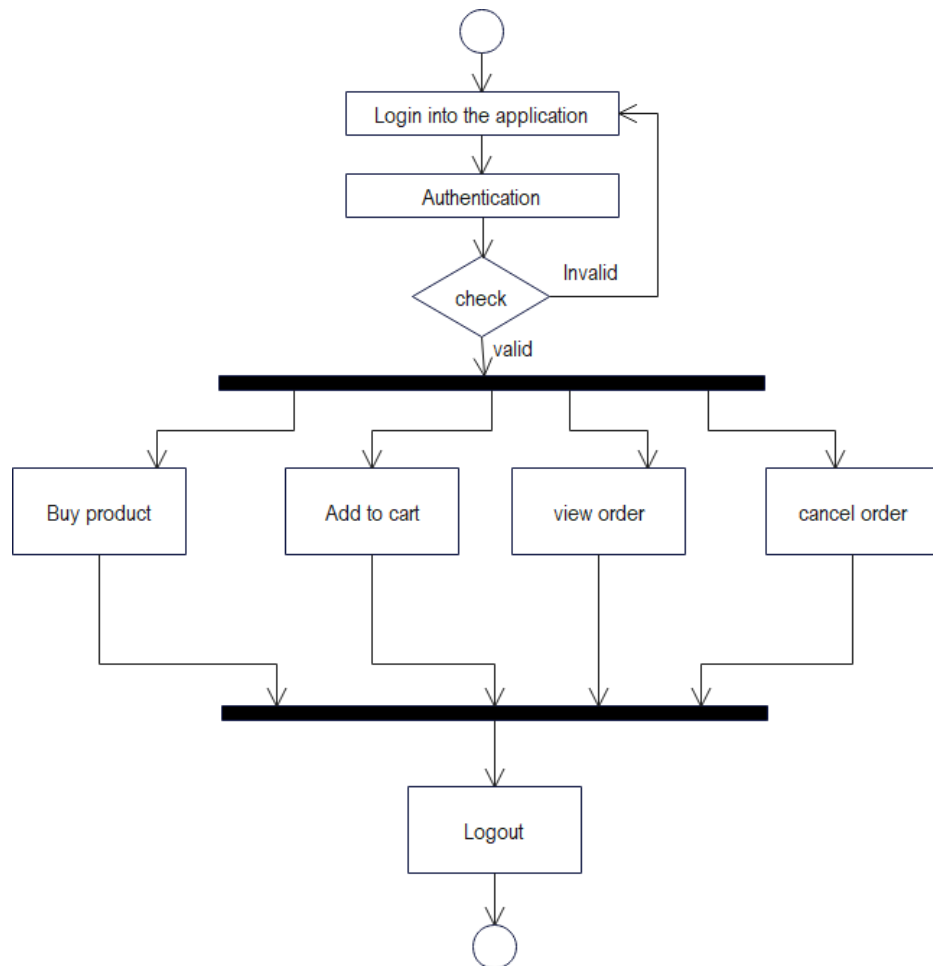 Login into the application
Authentication
Invalid
check
valid
Buy product
Add to cart
view order
cancel order
Logout